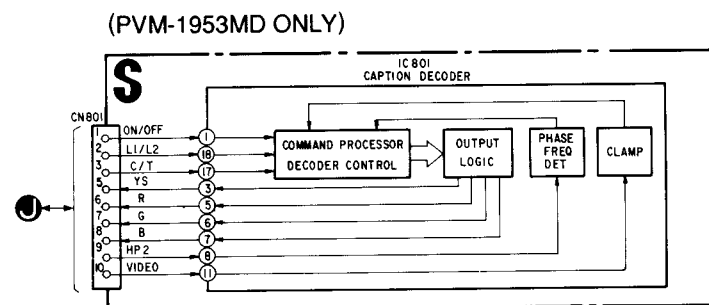 (PVM-1953MD ONLY)
S
IC801
CAPTION DECODER
CN801
1 ON/OFF 1
2 L1/L2 18
3 C/T 17
5 YS 3
6 R 5
7 G 6
8 B 7
9 HP2 8
10 VIDEO 11
J
COMMAND PROCESSOR
DECODER CONTROL
OUTPUT
LOGIC
PHASE
FREQ
DET
CLAMP